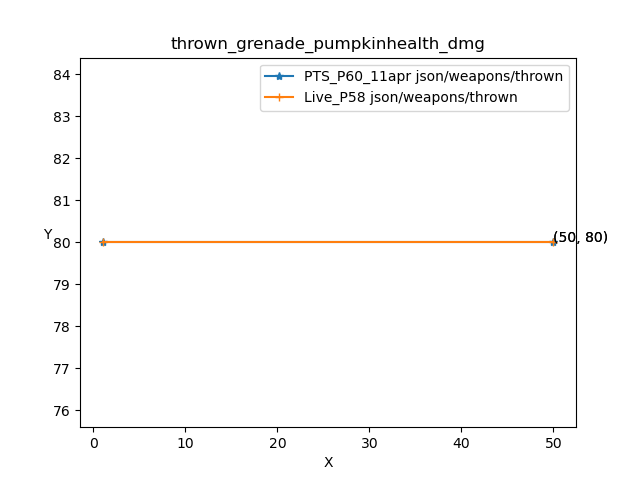 thrown_grenade_pumpkinhealth_dmg
PTS_P60_11apr json/weapons/thrown
Live_P58 json/weapons/thrown
84
83
82
81
Y
80
(50, 80)
79
78
77
76
0 10 20 30 40 50
X